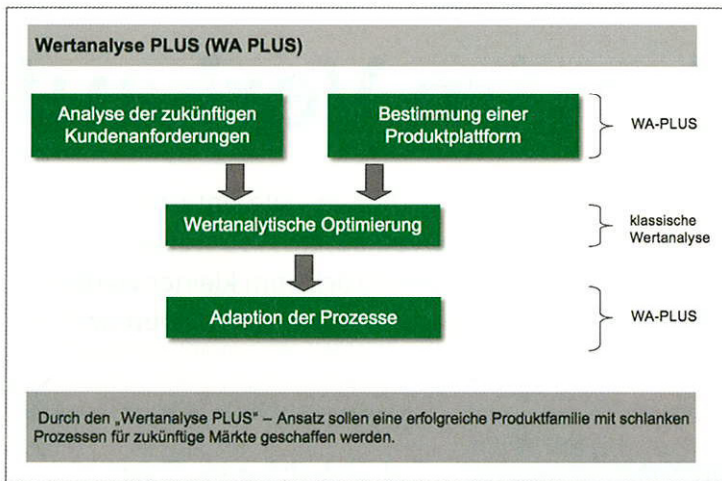 Wertanalyse PLUS (WA PLUS)
Analyse der zukünftigen
Kundenanforderungen
Bestimmung einer
Produktplattform
WA-PLUS
Wertanalytische Optimierung
klassische
Wertanalyse
Adaption der Prozesse
WA-PLUS
Durch den „Wertanalyse PLUS“ – Ansatz sollen eine erfolgreiche Produktfamilie mit schlanken
Prozessen für zukünftige Märkte geschaffen werden.